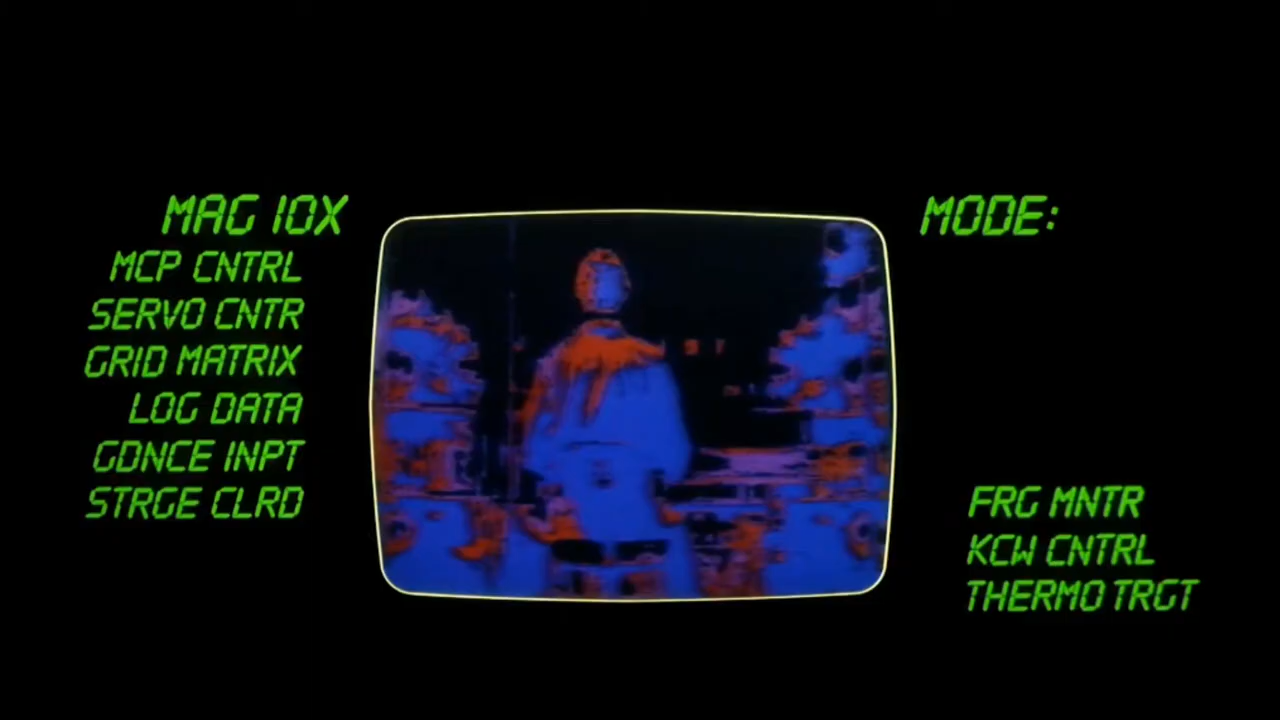 MAG 10X
MCP CNTRL
SERVO CNTR
GRID MATRIX
LOG DATA
GDNCE INPT
STRGE CLRD
MODE:
FRG MNTR
KCW CNTRL
THERMO TRGT